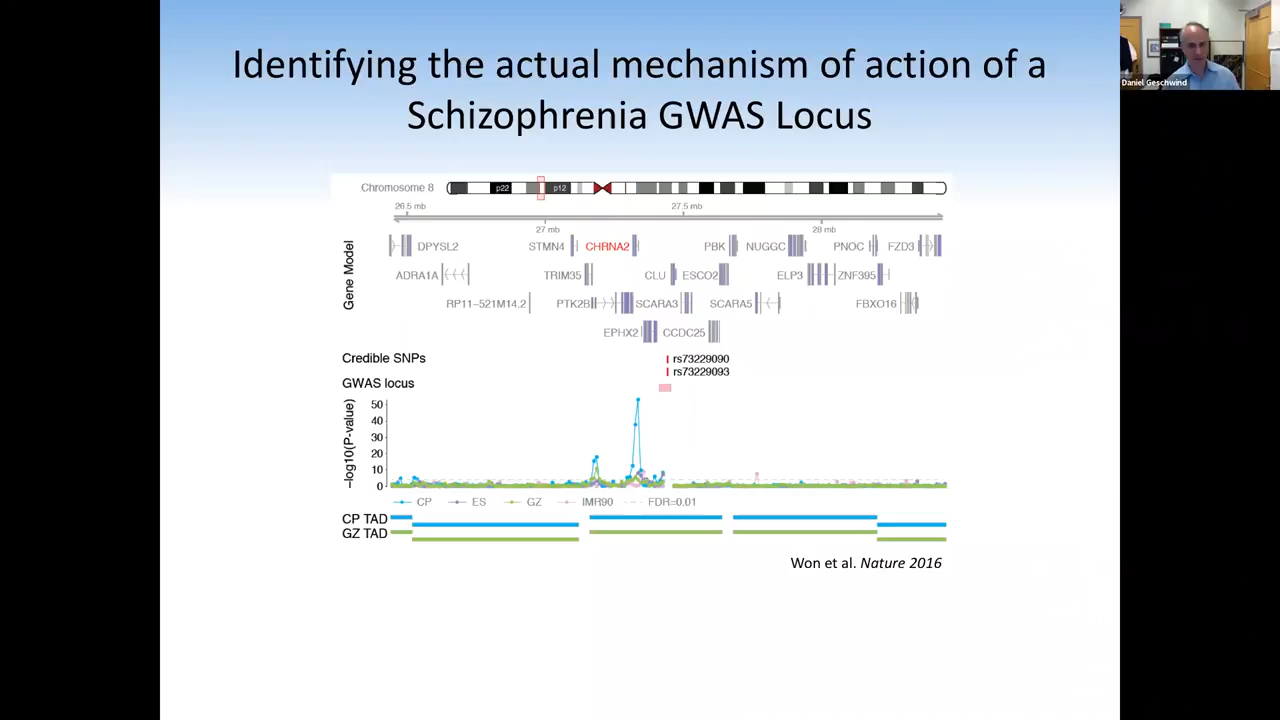 Identifying the actual mechanism of action of a
Schizophrenia GWAS Locus
Daniel Geschwind
Chromosome 8 p22 p12
26.5 mb 27.5 mb
27 mb 28 mb
Gene Model
DPYSL2 STMN4 CHRNA2 PBK NUGGC PNOC FZD3
ADRA1A TRIM35 CLU ESCO2 ELP3 ZNF395
RP11-521M14.2 PTK2B SCARA3 SCARA5 FBXO16
EPHX2 CCDC25
Credible SNPs rs73229090
rs73229093
GWAS locus
-log10(P-value)
50
40
30
20
10
0
CP ES GZ IMR90 FDR=0.01
CP TAD
GZ TAD
Won et al. Nature 2016